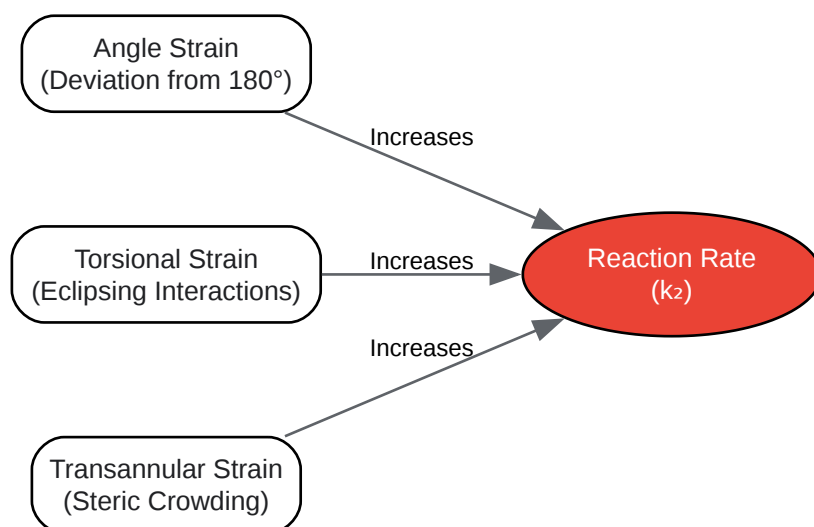 Angle Strain
(Deviation from 180°)
Increases
Torsional Strain
(Eclipsing Interactions)
Increases
Reaction Rate
(k₂)
Increases
Transannular Strain
(Steric Crowding)